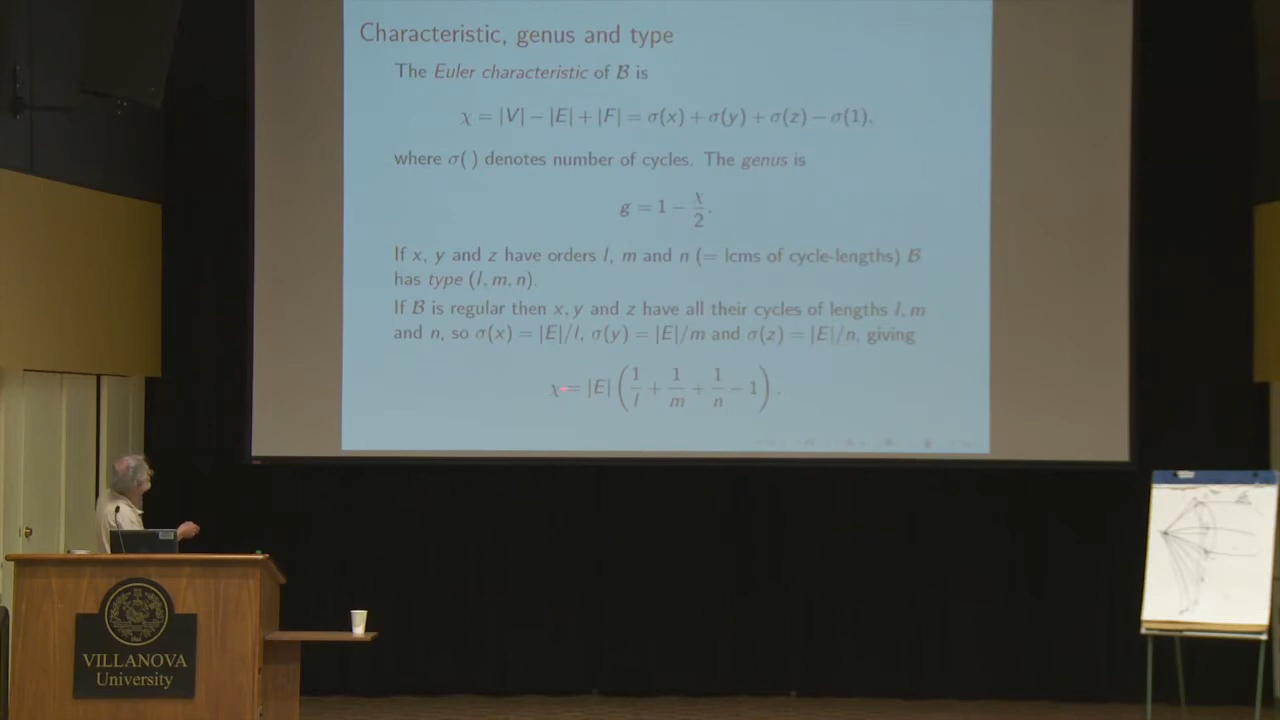 Characteristic, genus and type
The Euler characteristic of B is
χ = |V| − |E| + |F| = σ(x) + σ(y) + σ(z) − σ(1),
where σ( ) denotes number of cycles. The genus is
g = 1 − χ/2.
If x, y and z have orders l, m and n (= lcms of cycle-lengths) B
has type (l, m, n).
If B is regular then x, y and z have all their cycles of lengths l, m
and n, so σ(x) = |E|/l, σ(y) = |E|/m and σ(z) = |E|/n, giving
χ = |E| (1/l + 1/m + 1/n − 1) .
VILLANOVA
University